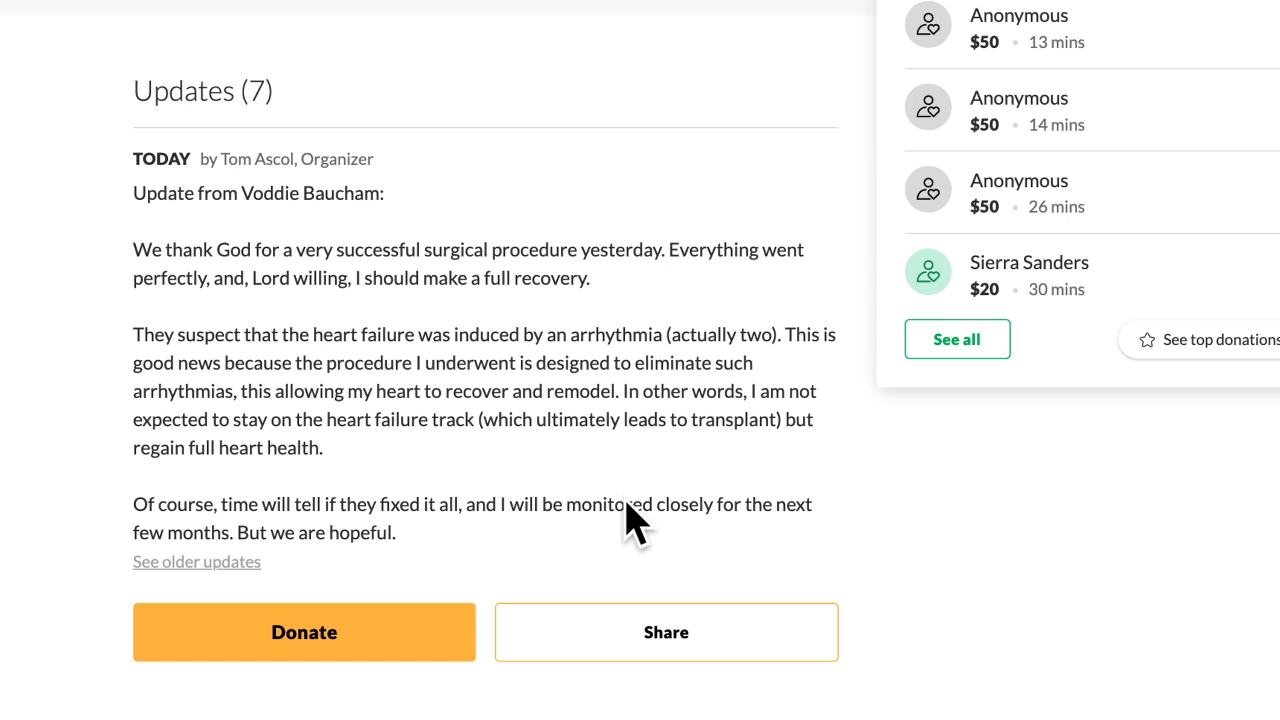 Updates (7)
TODAY by Tom Ascol, Organizer
Update from Voddie Baucham:
We thank God for a very successful surgical procedure yesterday. Everything went
perfectly, and, Lord willing, I should make a full recovery.
They suspect that the heart failure was induced by an arrhythmia (actually two). This is
good news because the procedure I underwent is designed to eliminate such
arrhythmias, this allowing my heart to recover and remodel. In other words, I am not
expected to stay on the heart failure track (which ultimately leads to transplant) but
regain full heart health.
Of course, time will tell if they fixed it all, and I will be monitored closely for the next
few months. But we are hopeful.
See older updates
Donate
Share
Anonymous
$50 • 13 mins
Anonymous
$50 • 14 mins
Anonymous
$50 • 26 mins
Sierra Sanders
$20 • 30 mins
See all
See top donations